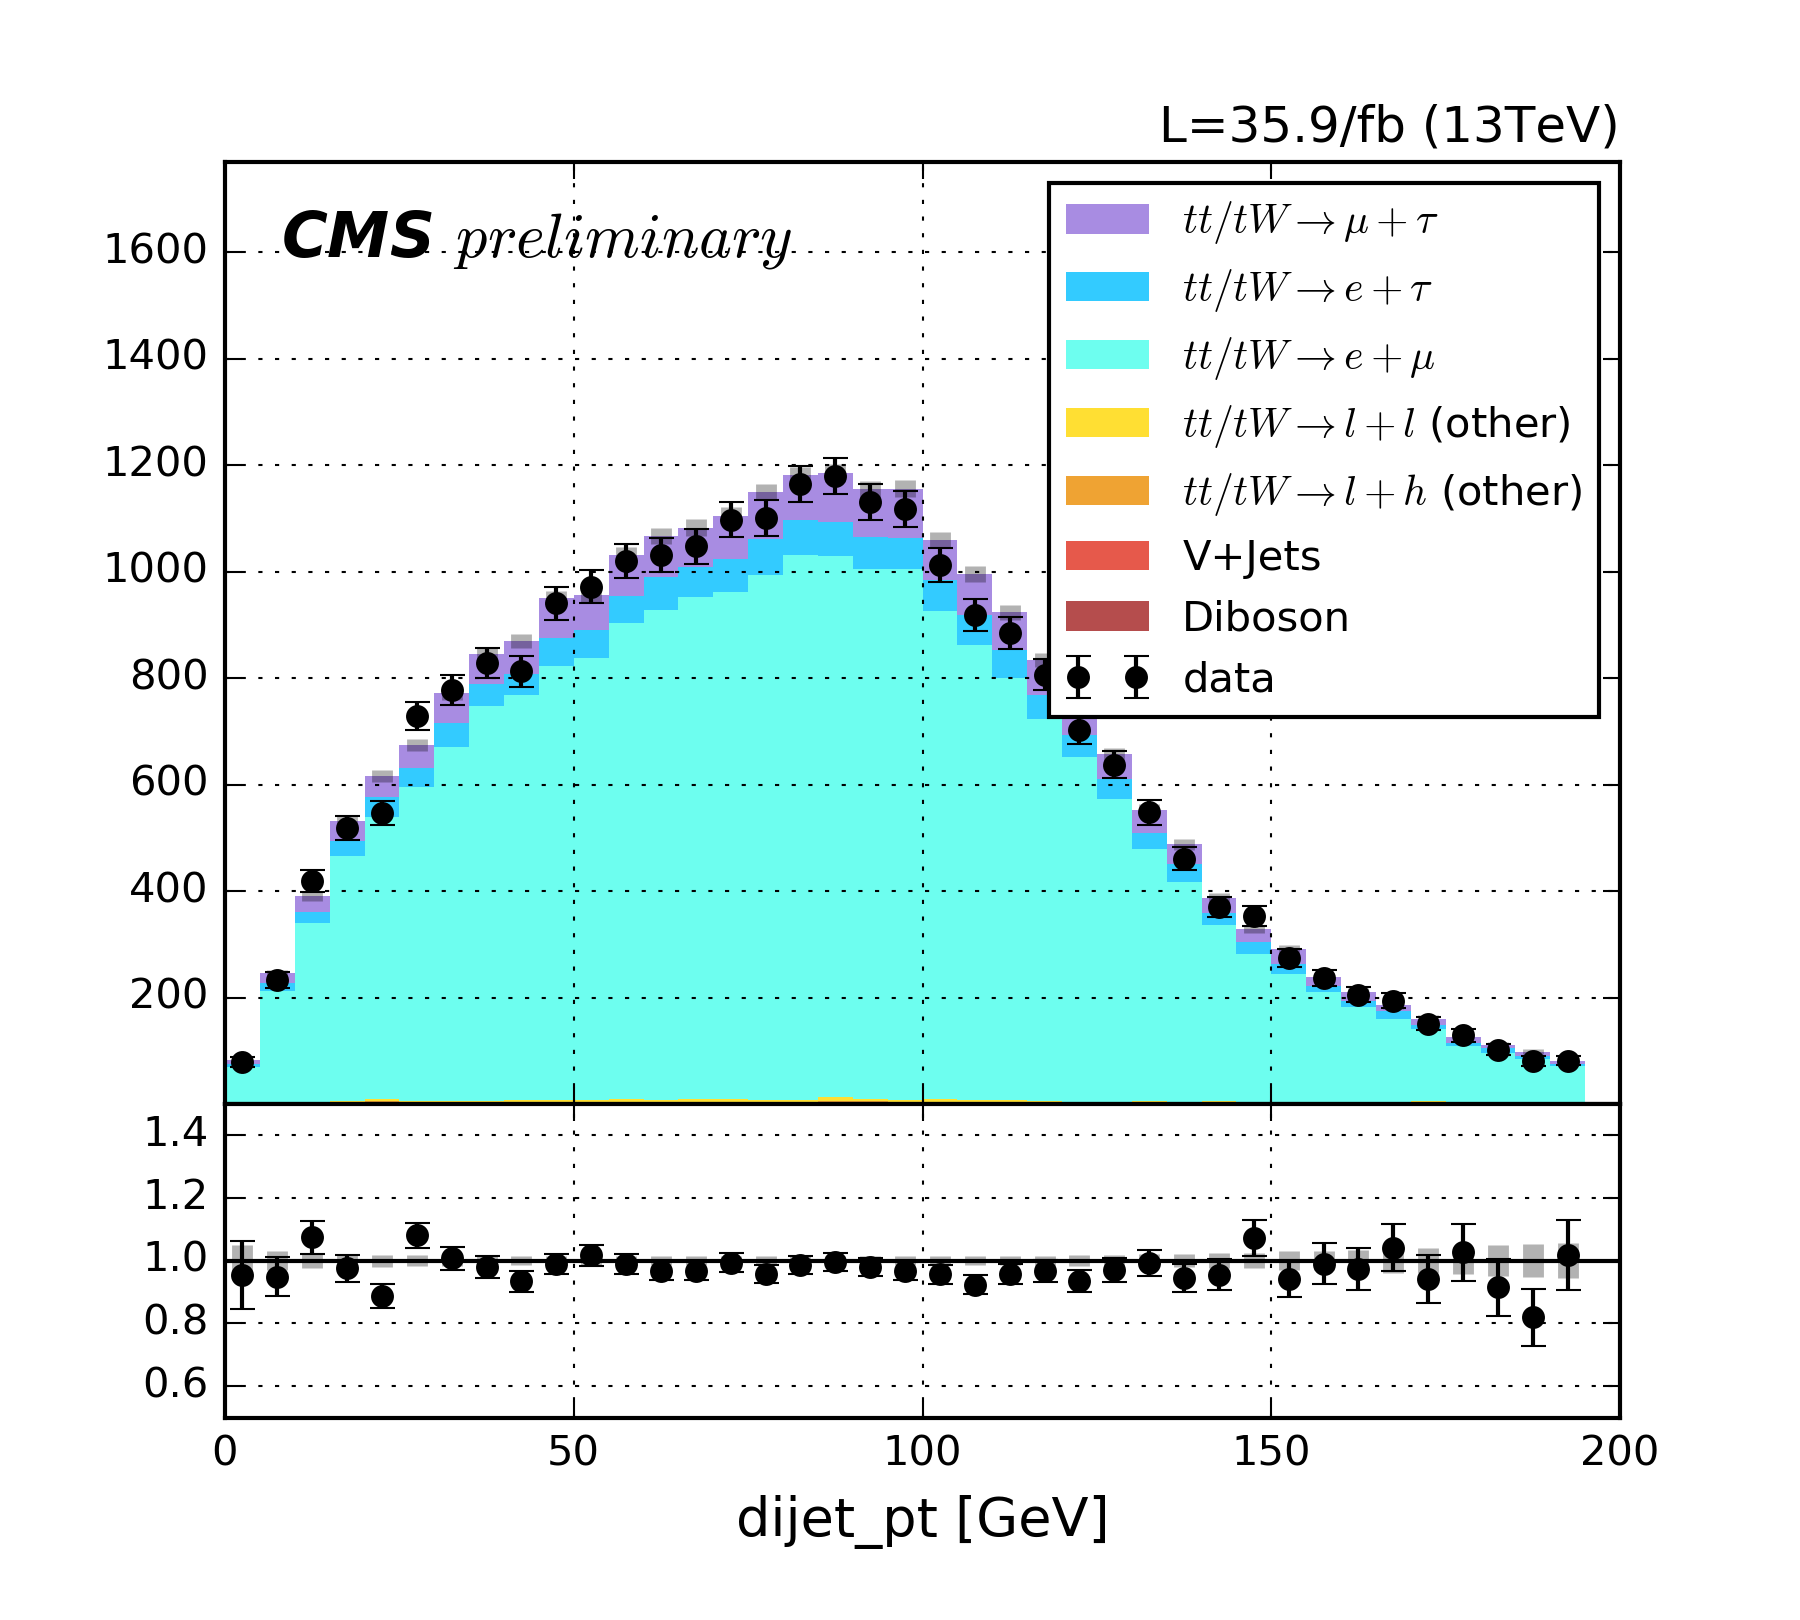 L=35.9/fb (13TeV)
CMS preliminary
1600
1400
1200
1000
800
600
400
200
tt/tW→μ+τ
tt/tW→e+τ
tt/tW→e+μ
tt/tW→l+l (other)
tt/tW→l+h (other)
V+Jets
Diboson
data
1.4
1.2
1.0
0.8
0.6
0 50 100 150 200
dijet_pt [GeV]